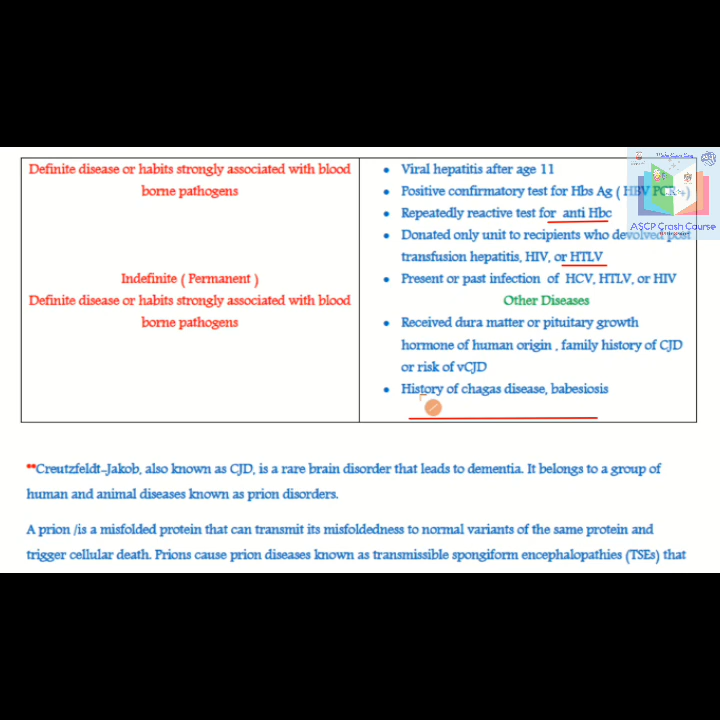 Definite disease or habits strongly associated with blood
borne pathogens
Indefinite ( Permanent )
Definite disease or habits strongly associated with blood
borne pathogens
• Viral hepatitis after age 11
• Positive confirmatory test for Hbs Ag ( HBV PCR +)
• Repeatedly reactive test for anti Hbc
• Donated only unit to recipients who devolved post
transfusion hepatitis, HIV, or HTLV
• Present or past infection of HCV, HTLV, or HIV
Other Diseases
• Received dura matter or pituitary growth
hormone of human origin , family history of CJD
or risk of vCJD
• History of chagas disease, babesiosis
ASCP Crash Course
**Creutzfeldt-Jakob, also known as CJD, is a rare brain disorder that leads to dementia. It belongs to a group of
human and animal diseases known as prion disorders.
A prion /is a misfolded protein that can transmit its misfoldedness to normal variants of the same protein and
trigger cellular death. Prions cause prion diseases known as transmissible spongiform encephalopathies (TSEs) that